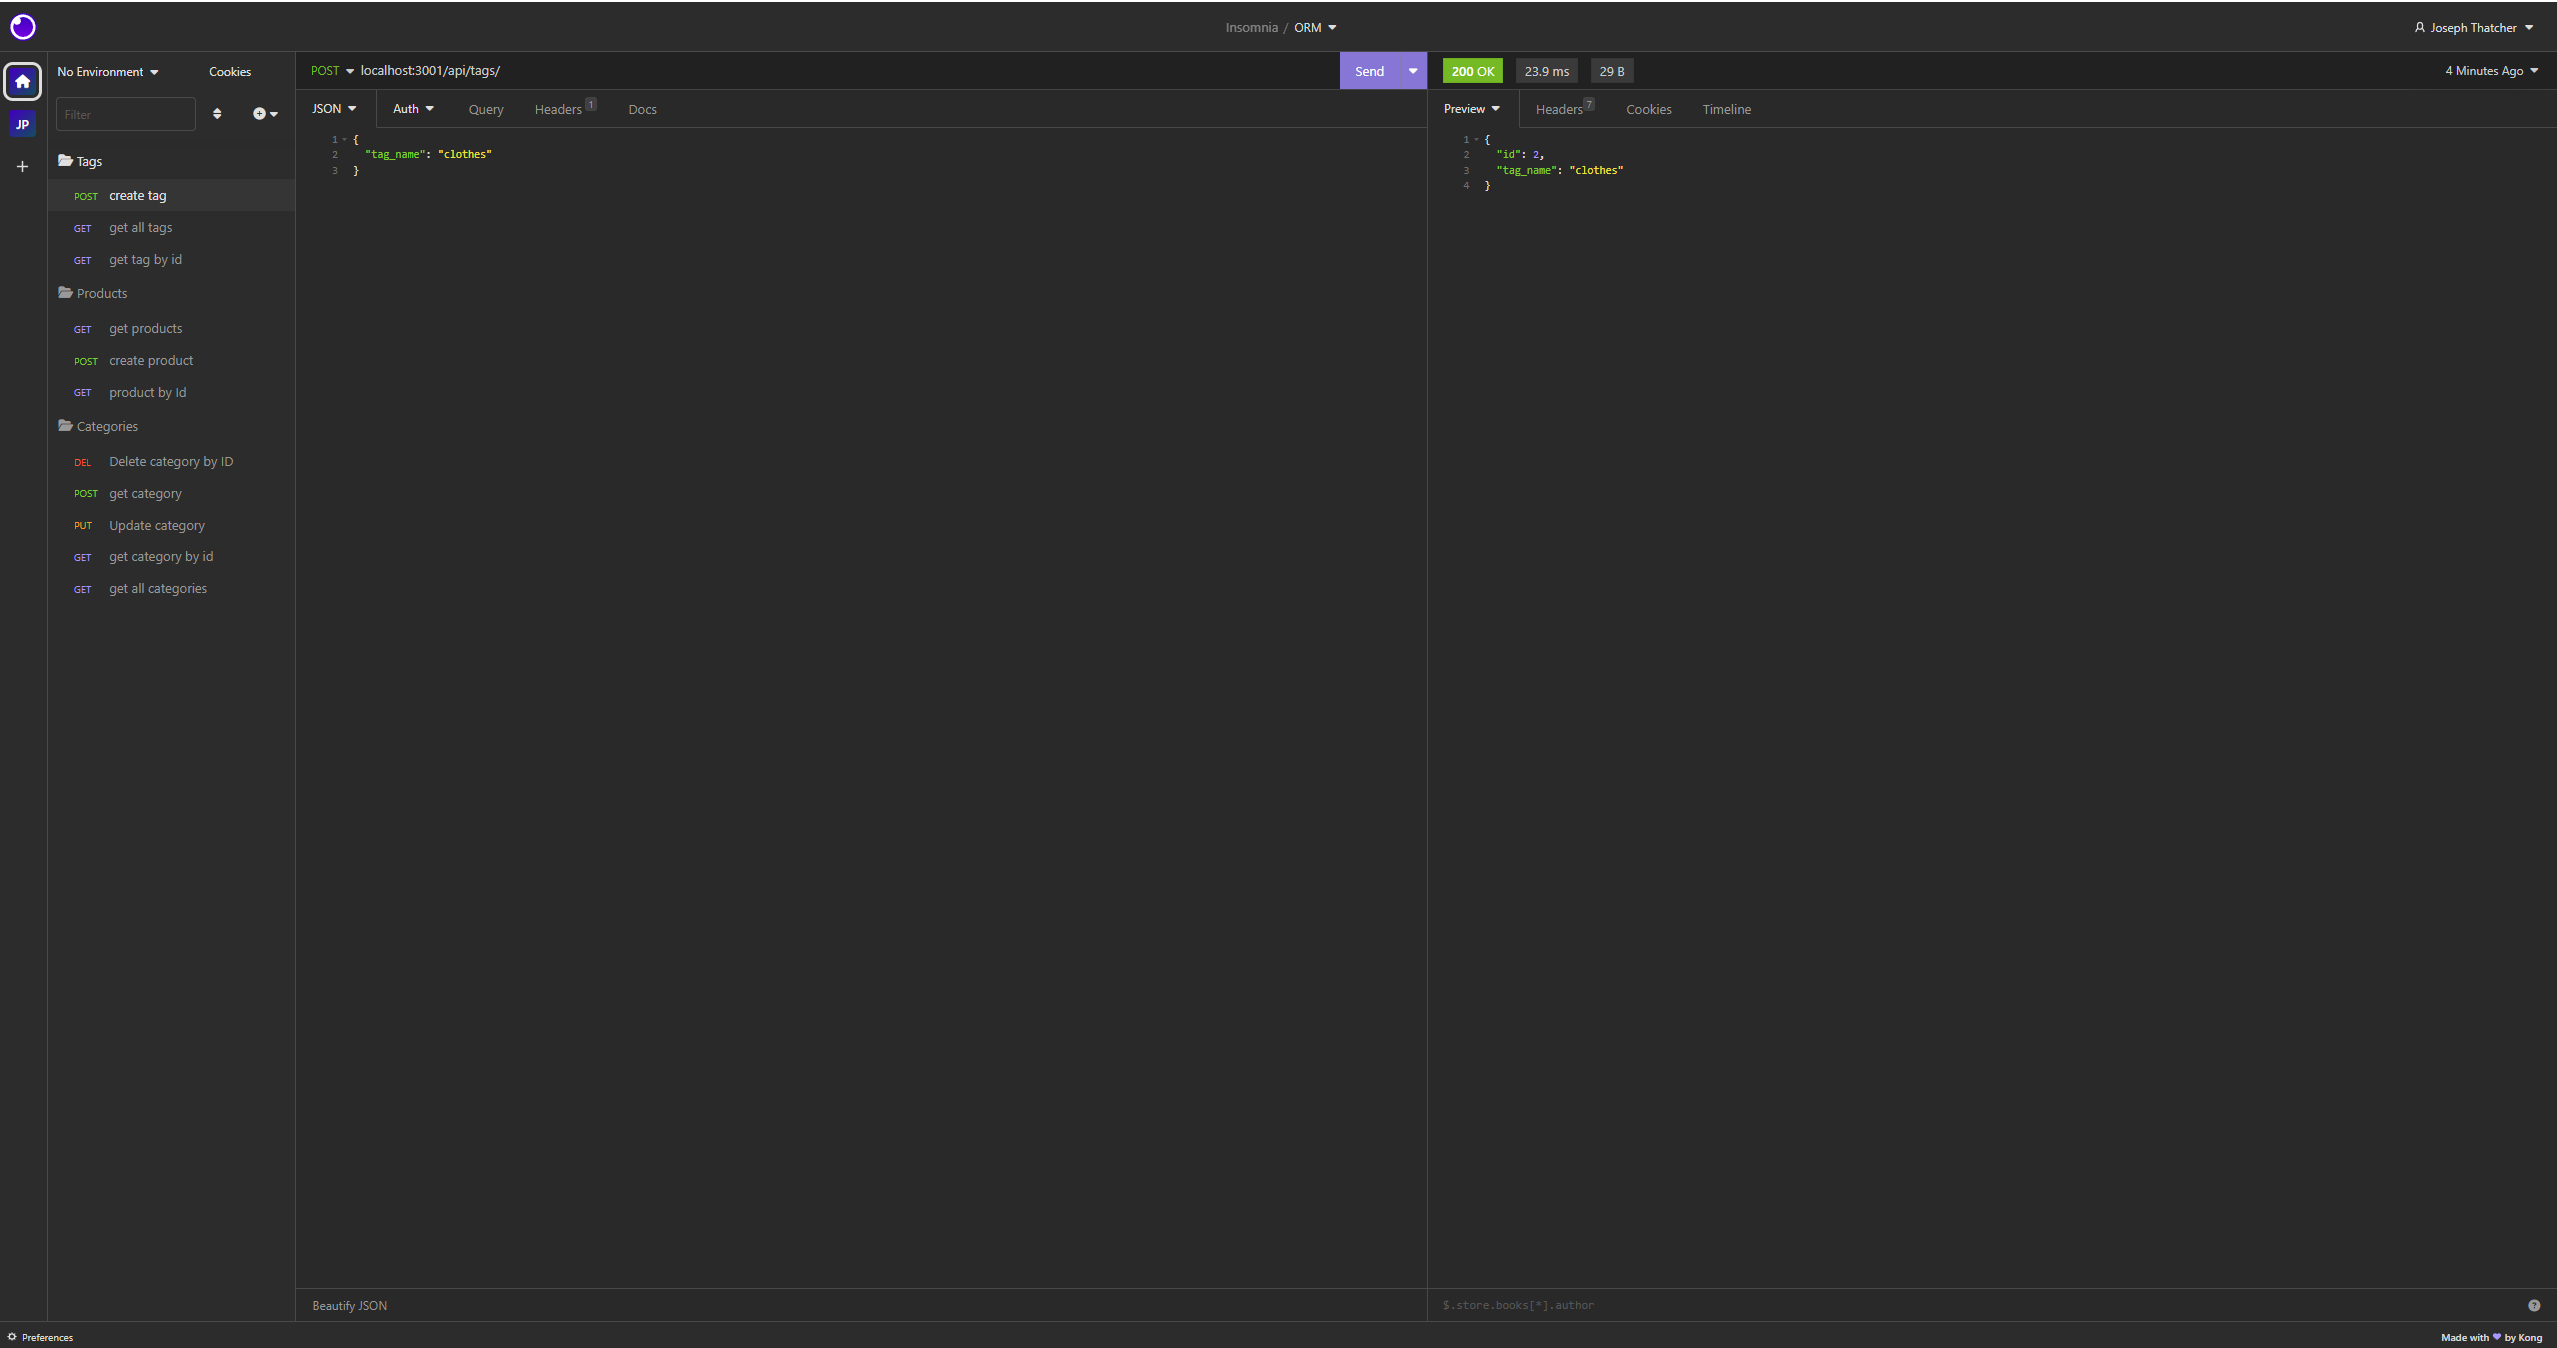 Insomnia / ORM
Joseph Thatcher
JP
No Environment
Cookies
Filter
Tags
POST create tag
GET get all tags
GET get tag by id
Products
GET get products
POST create product
GET product by Id
Categories
DEL Delete category by ID
POST get category
PUT Update category
GET get category by id
GET get all categories
POST localhost:3001/api/tags/
Send
JSON Auth Query Headers 1 Docs
1 {
2 "tag_name": "clothes"
3 }
Beautify JSON
200 OK 23.9 ms 29 B 4 Minutes Ago
Preview Headers 7 Cookies Timeline
1 {
2 "id": 2,
3 "tag_name": "clothes"
4 }
$.store.books[*].author
?
Preferences
Made with by Kong